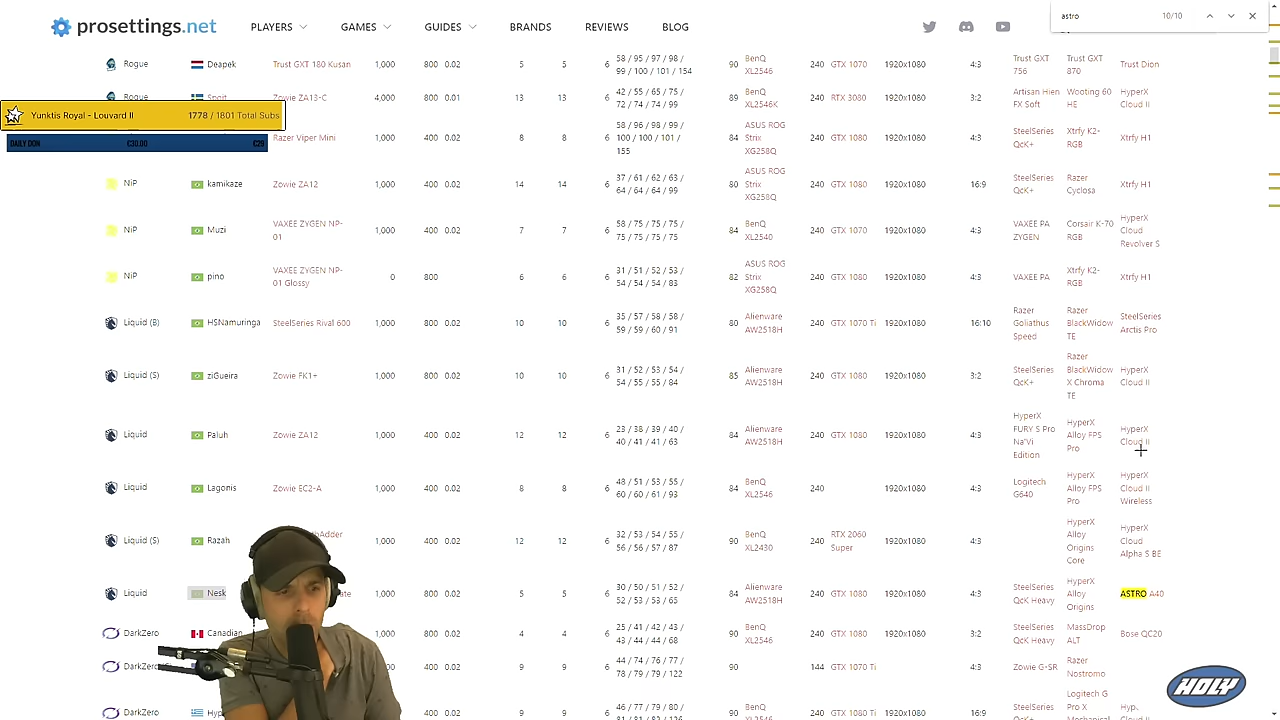 prosettings.net PLAYERS GAMES GUIDES BRANDS REVIEWS BLOG
astro 10/10
Rogue Deapek Trust GXT 180 Kusan 1,000 800 0.01 5 5 6 58 / 95 / 97 / 98 / 99 / 100 / 101 / 154 90 BenQ XL2546 240 GTX 1070 1920x1080 4:3 Trust GXT 756 Trust GXT 870 Trust Dion
Rogue Spoit Zowie ZA13-C 4,000 800 0.01 13 13 6 42 / 55 / 65 / 75 / 72 / 74 / 74 / 99 89 BenQ XL2546K 240 RTX 3080 1920x1080 3:2 Artisan Hien FX Soft Wooting 60 HE HyperX Cloud II
Yunktis Royal - Louvard II 1778 / 1801 Total Subs
DAILY DON €30.00
Razer Viper Mini 1,000 400 0.02 8 8 6 58 / 96 / 98 / 99 / 100 / 100 / 101 / 155 84 ASUS ROG Strix XG258Q 240 GTX 1080 1920x1080 4:3 SteelSeries QcK+ Xtrfy K2-RGB Xtrfy H1
NiP kamikaze Zowie ZA12 1,000 400 0.02 14 14 6 37 / 61 / 62 / 63 / 64 / 64 / 64 / 99 80 ASUS ROG Strix XG258Q 240 GTX 1080 1920x1080 16:9 SteelSeries QcK+ Razer Cyclosa Xtrfy H1
NiP Muzi VAXEE ZYGEN NP-01 1,000 400 0.02 7 7 6 58 / 75 / 75 / 75 / 75 / 75 / 75 / 75 84 BenQ XL2540 240 GTX 1070 1920x1080 4:3 VAXEE PA ZYGEN Corsair K-70 RGB HyperX Cloud Revolver S
NiP pino VAXEE ZYGEN NP-01 Glossy 0 800 6 6 6 31 / 51 / 52 / 53 / 54 / 54 / 54 / 83 82 ASUS ROG Strix XG258Q 240 GTX 1080 1920x1080 4:3 VAXEE PA Xtrfy K2-RGB Xtrfy H1
Liquid (B) HSNamuringa SteelSeries Rival 600 1,000 800 0.02 10 10 6 35 / 57 / 58 / 58 / 59 / 59 / 60 / 91 80 Alienware AW2518H 240 GTX 1070 Ti 1920x1080 16:10 Razer Goliathus Speed Razer BlackWidow TE SteelSeries Arctis Pro
Liquid (S) ziGueira Zowie FK1+ 1,000 800 0.02 10 10 6 31 / 52 / 53 / 54 / 54 / 55 / 55 / 84 85 Alienware AW2518H 240 GTX 1080 1920x1080 3:2 SteelSeries QcK+ Razer BlackWidow X Chroma TE HyperX Cloud II
Liquid Paluh Zowie ZA12 1,000 400 0.02 12 12 6 23 / 38 / 39 / 40 / 40 / 41 / 41 / 63 84 Alienware AW2518H 240 GTX 1080 1920x1080 4:3 HyperX FURY S Pro Na'Vi Edition HyperX Alloy FPS Pro HyperX Cloud II
Liquid Lagonis Zowie EC2-A 500 400 0.02 8 8 6 48 / 51 / 53 / 55 / 60 / 60 / 61 / 93 84 BenQ XL2546 240 1920x1080 4:3 Logitech G640 HyperX Alloy FPS Pro HyperX Cloud II Wireless
Liquid (S) Razah 1,000 400 0.02 12 12 6 32 / 53 / 54 / 55 / 56 / 56 / 57 / 87 90 BenQ XL2430 240 RTX 2060 Super 1920x1080 4:3 HyperX Alloy Origins Core HyperX Cloud Alpha S BE
Liquid Nesk 1,000 400 0.02 5 5 6 30 / 50 / 51 / 52 / 52 / 53 / 53 / 65 84 Alienware AW2518H 240 GTX 1080 1920x1080 4:3 SteelSeries QcK Heavy HyperX Alloy Origins ASTRO A40
DarkZero Canadian 1,000 800 0.02 4 4 6 25 / 41 / 42 / 43 / 43 / 44 / 44 / 68 90 BenQ XL2546 240 GTX 1080 1920x1080 3:2 SteelSeries QcK Heavy MassDrop ALT Bose QC20
DarkZero 400 0.02 9 9 6 44 / 74 / 76 / 77 / 78 / 79 / 79 / 122 90 144 GTX 1070 Ti 1920x1080 4:3 Zowie G-SR Razer Nostromo
DarkZero Hyp 1,000 400 0.02 9 9 6 46 / 77 / 79 / 80 / 84 BenQ 240 GTX 1080 1920x1080 16:9 SteelSeries Logitech G Pro X
HOLY